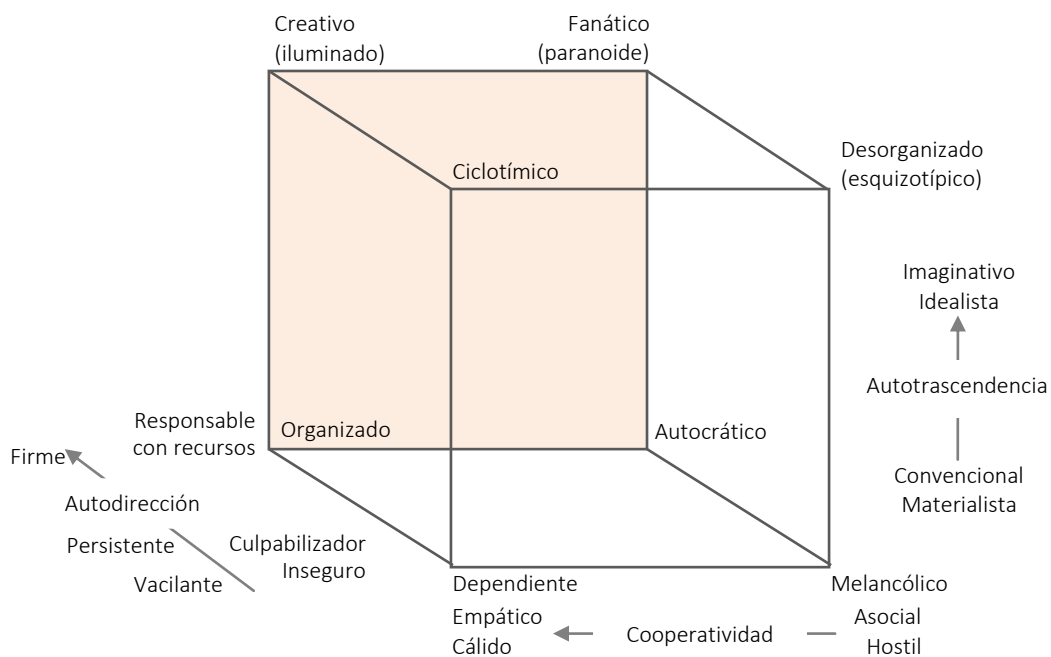 Creativo
(iluminado)
Fanático
(paranoide)
Ciclotímico
Desorganizado
(esquizotípico)
Imaginativo
Idealista
Autotrascendencia
Convencional
Materialista
Responsable
con recursos
Organizado
Autocrático
Firme
Autodirección
Persistente
Vacilante
Culpabilizador
Inseguro
Dependiente
Melancólico
Empático
Cálido
Cooperatividad
Asocial
Hostil